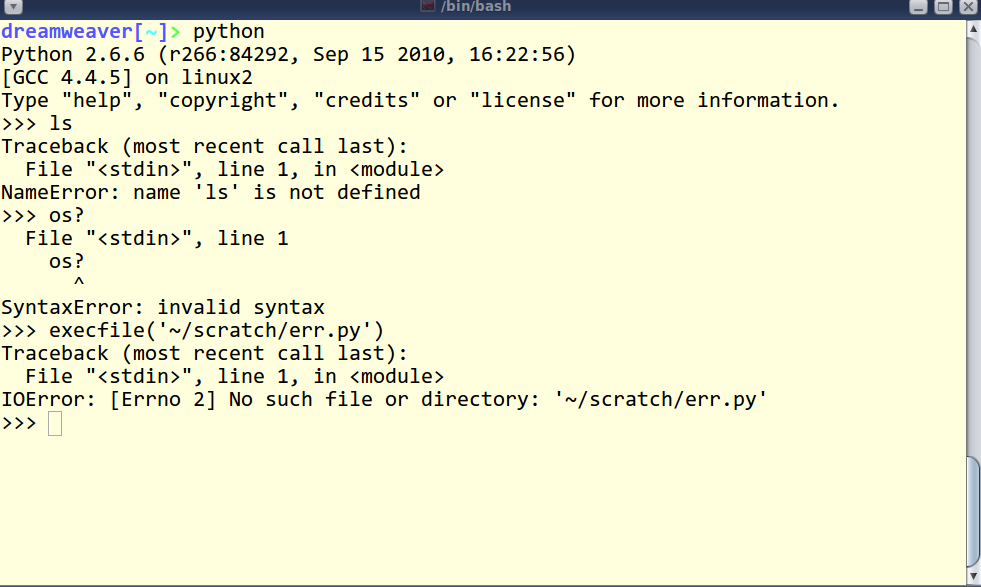 /bin/bash
dreamweaver[~]> python
Python 2.6.6 (r266:84292, Sep 15 2010, 16:22:56)
[GCC 4.4.5] on linux2
Type "help", "copyright", "credits" or "license" for more information.
>>> ls
Traceback (most recent call last):
  File "<stdin>", line 1, in <module>
NameError: name 'ls' is not defined
>>> os?
  File "<stdin>", line 1
    os?
      ^
SyntaxError: invalid syntax
>>> execfile('~/scratch/err.py')
Traceback (most recent call last):
  File "<stdin>", line 1, in <module>
IOError: [Errno 2] No such file or directory: '~/scratch/err.py'
>>>